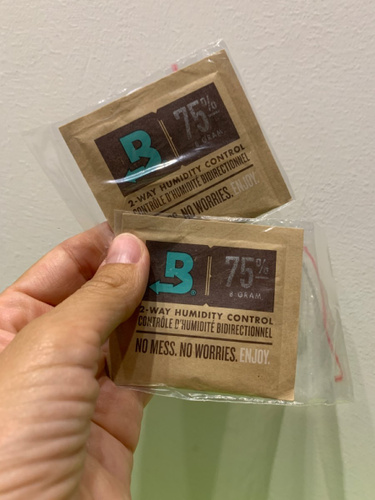 B 75%
8 GRAM
2-WAY HUMIDITY CONTROL
CONTRÔLE D'HUMIDITÉ BIDIRECTIONNEL
MESS. NO WORRIES. ENJOY.
B 75%
8 GRAM
2-WAY HUMIDITY CONTROL
CONTRÔLE D'HUMIDITÉ BIDIRECTIONNEL
NO MESS. NO WORRIES. ENJOY.